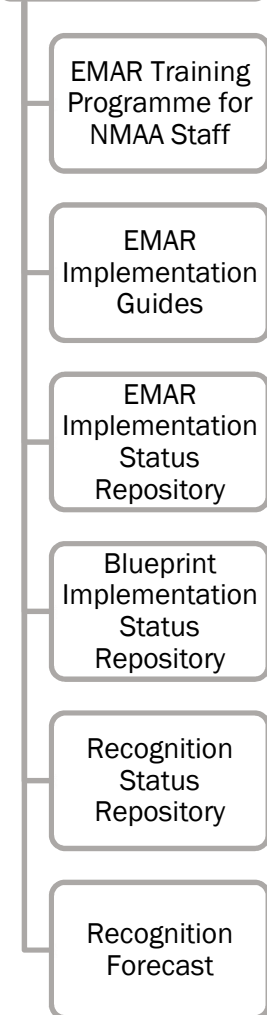 EMAR Training
Programme for
NMAA Staff
EMAR
Implementation
Guides
EMAR
Implementation
Status
Repository
Blueprint
Implementation
Status
Repository
Recognition
Status
Repository
Recognition
Forecast